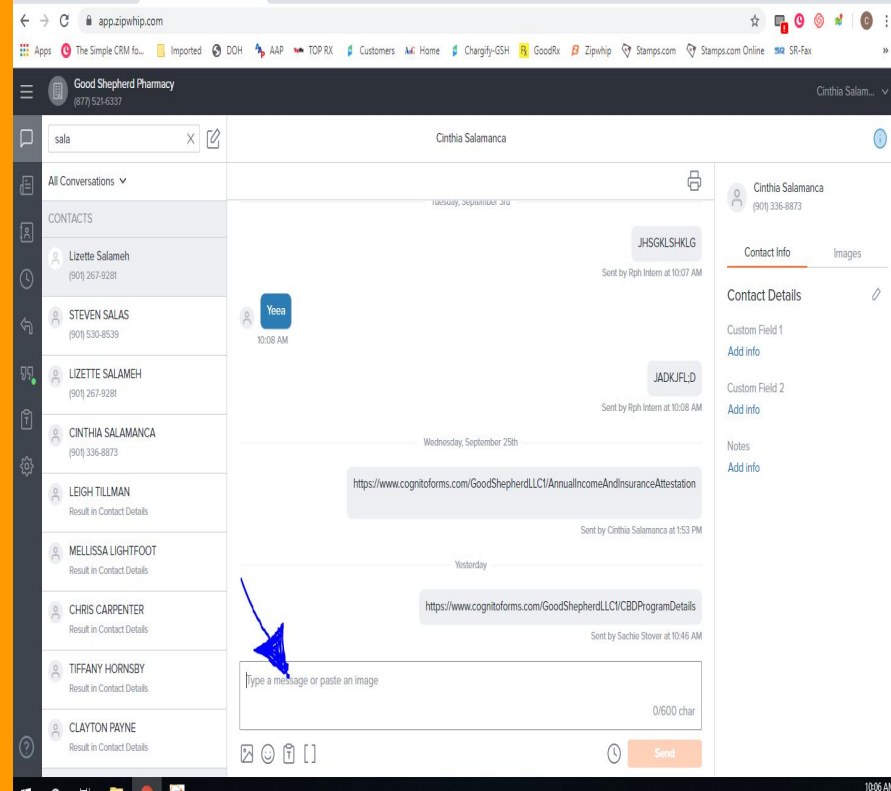 app.zipwhip.com
Apps The Simple CRM fo... Imported DOH AAP TOP RX Customers Home Chargify-GSH GoodRx Zipwhip Stamps.com Stamps.com Online SR-Fax »
Good Shepherd Pharmacy
(877) 521-6337
Cinthia Salam...
sala
Cinthia Salamanca
All Conversations
CONTACTS
Lizette Salameh
(901) 267-9281
STEVEN SALAS
(901) 530-8539
LIZETTE SALAMEH
(901) 267-9281
CINTHIA SALAMANCA
(901) 336-8873
LEIGH TILLMAN
Result in Contact Details
MELLISSA LIGHTFOOT
Result in Contact Details
CHRIS CARPENTER
Result in Contact Details
TIFFANY HORNSBY
Result in Contact Details
CLAYTON PAYNE
Result in Contact Details
Tuesday, September 3rd
JHSGKLSHKLG
Sent by Rph Intern at 10:07 AM
Yeea
10:08 AM
JADKJFL;D
Sent by Rph Intern at 10:08 AM
Wednesday, September 25th
https://www.cognitoforms.com/GoodShepherdLLC1/AnnualIncomeAndInsuranceAttestation
Sent by Cinthia Salamanca at 1:53 PM
Yesterday
https://www.cognitoforms.com/GoodShepherdLLC1/CBDProgramDetails
Sent by Sachie Stover at 10:46 AM
Type a message or paste an image
0/600 char
Send
Cinthia Salamanca
(901) 336-8873
Contact Info Images
Contact Details
Custom Field 1
Add info
Custom Field 2
Add info
Notes
Add info
10:06 AM